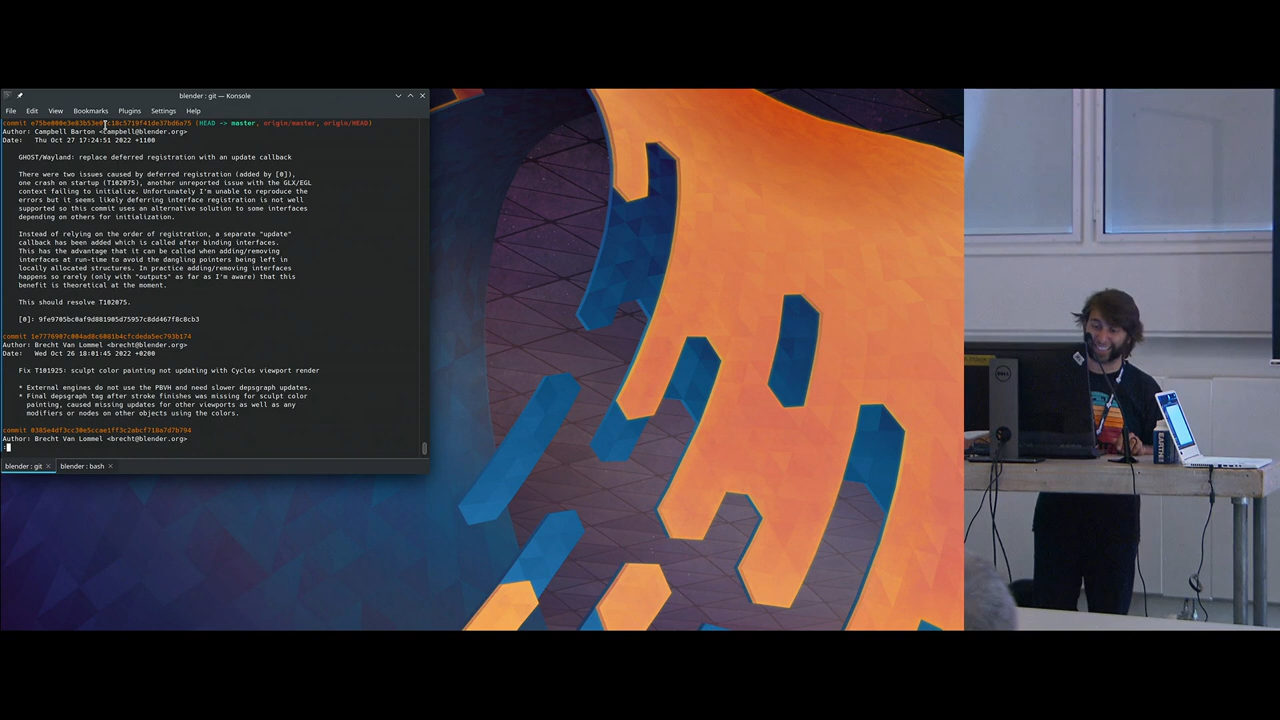 blender : git — Konsole
File Edit View Bookmarks Plugins Settings Help
(HEAD -> master, origin/master, origin/HEAD)
Author: Campbell Barton <campbell@blender.org>
Date: Thu Oct 27 17:24:51 2022 +1100
GHOST/Wayland: replace deferred registration with an update callback
There were two issues caused by deferred registration (added by [0]),
one crash on startup (T102075), another unreported issue with the GLX/EGL
context failing to initialize. Unfortunately I'm unable to reproduce the
errors but it seems likely deferring interface registration is not well
supported so this commit uses an alternative solution to some interfaces
depending on others for initialization.
Instead of relying on the order of registration, a separate "update"
callback has been added which is called after binding interfaces.
This has the advantage that it can be called when adding/removing
interfaces at run-time to avoid the dangling pointers being left in
locally allocated structures. In practice adding/removing interfaces
happens so rarely (only with "outputs" as far as I'm aware) that this
benefit is theoretical at the moment.
This should resolve T102075.
[0]: 9fe9705bc0af9d881905d75957c8dd467f8c8cb3
commit 1e7776907c004ad8c6081b4cfcdeda5ec793b174
Author: Brecht Van Lommel <brecht@blender.org>
Date: Wed Oct 26 18:01:45 2022 +0200
Fix T101925: sculpt color painting not updating with Cycles viewport render
* External engines do not use the PBVH and need slower depsgraph updates.
* Final depsgraph tag after stroke finishes was missing for sculpt color
painting, caused missing updates for other viewports as well as any
modifiers or nodes on other objects using the colors.
commit 0385e4df3cc30e5ccae1ff3c2abcf718a7d7b794
Author: Brecht Van Lommel <brecht@blender.org>
:
blender : git blender : bash
DELL